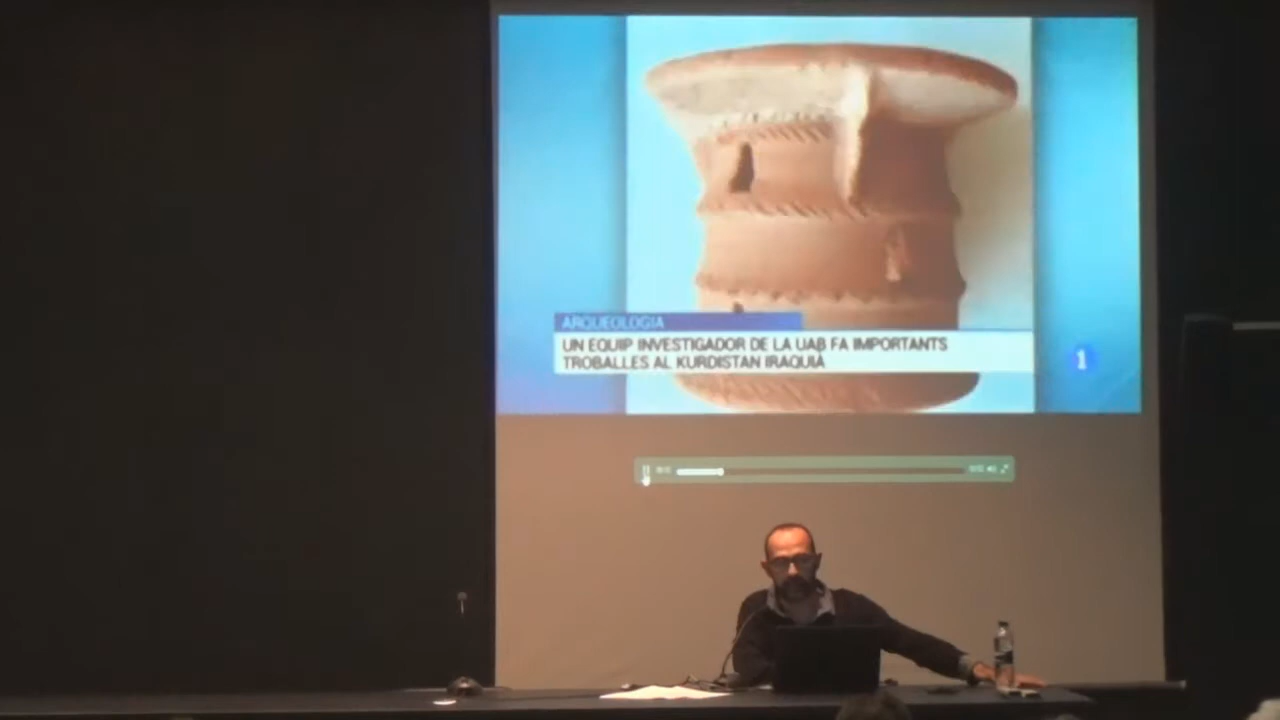 ARQUEOLOGIA
UN EQUIP INVESTIGADOR DE LA UAB FA IMPORTANTS
TROBALLES AL KURDISTAN IRAQUIÀ
1